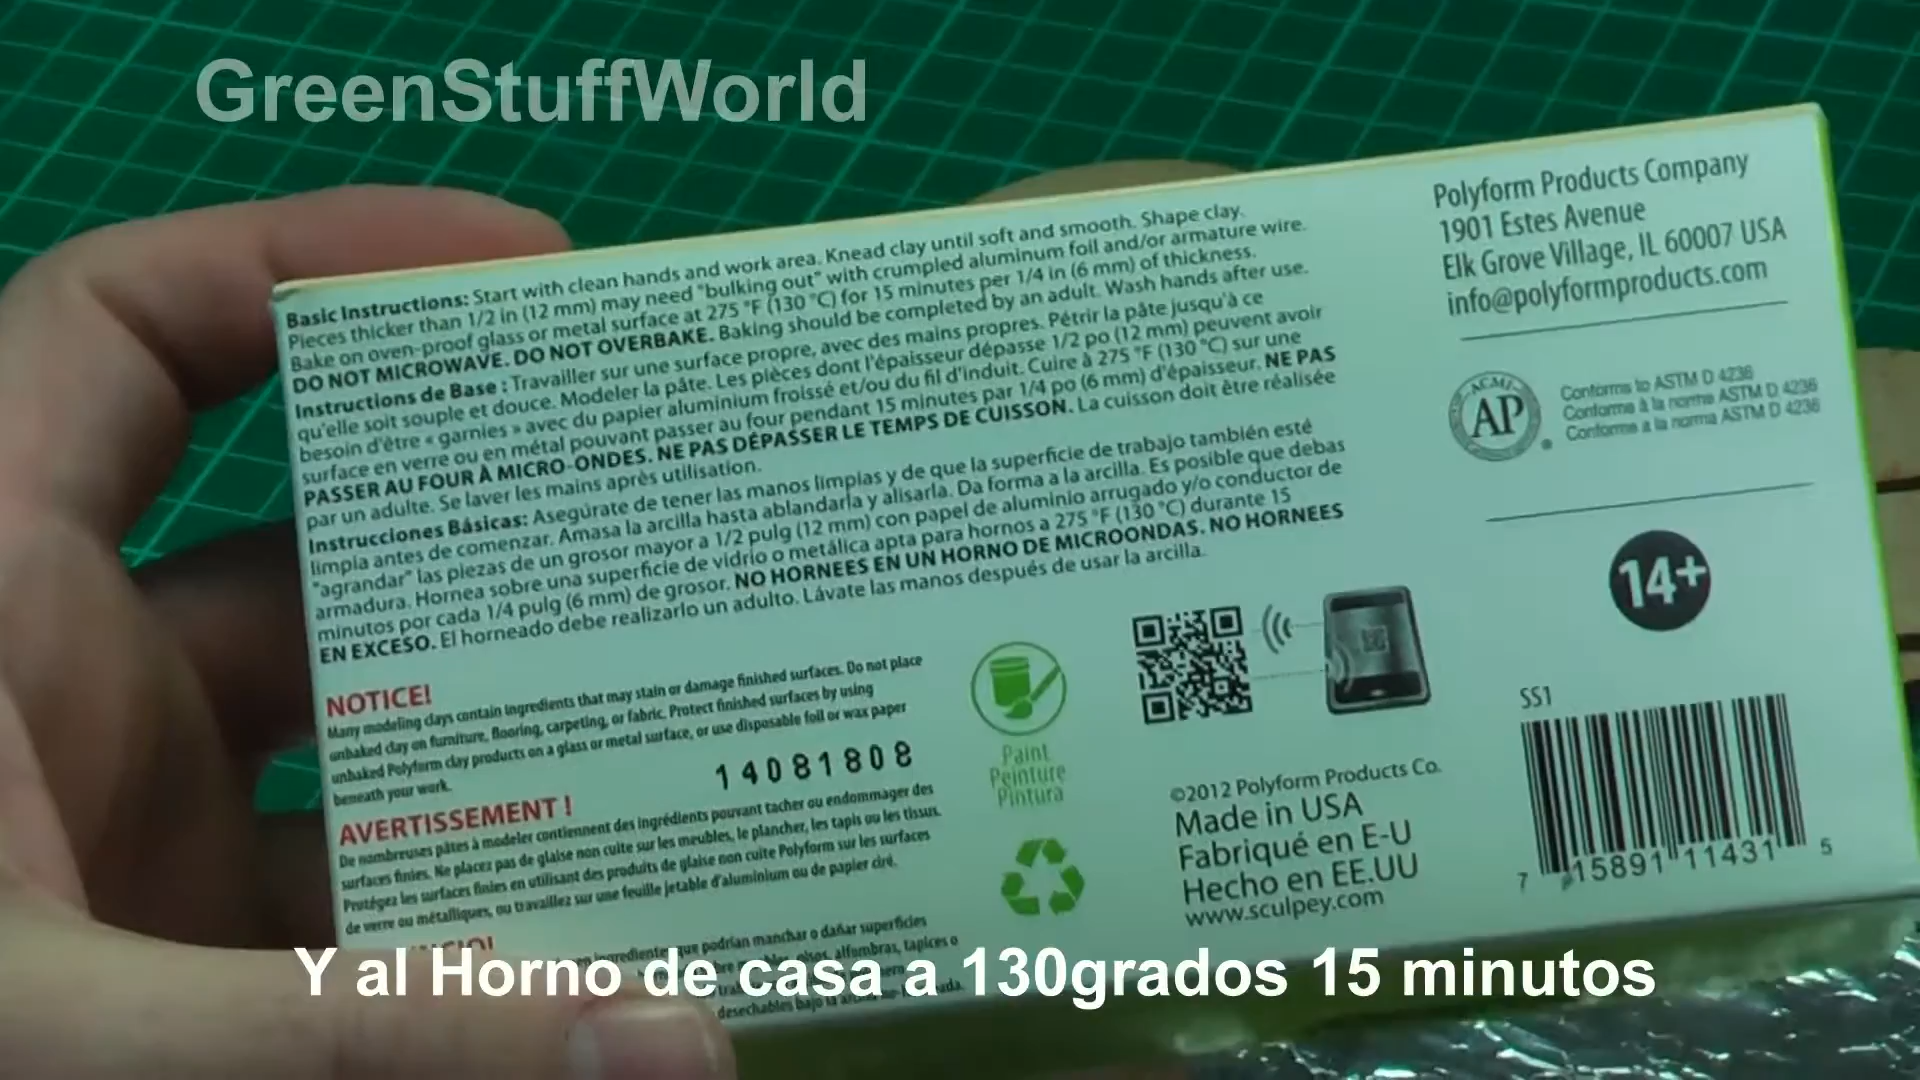 GreenStuffWorld
Basic Instructions: Start with clean hands and work area. Knead clay until soft and smooth. Shape clay.
Pieces thicker than 1/2 in (12 mm) may need "bulking out" with crumpled aluminum foil and/or armature wire.
Bake on oven-proof glass or metal surface at 275 °F (130 °C) for 15 minutes per 1/4 in (6 mm) of thickness.
DO NOT MICROWAVE. DO NOT OVERBAKE. Baking should be completed by an adult. Wash hands after use.
Instructions de Base : Travailler sur une surface propre, avec des mains propres. Pétrir la pâte jusqu'à ce
qu'elle soit souple et douce. Modeler la pâte. Les pièces dont l'épaisseur dépasse 1/2 po (12 mm) peuvent avoir
besoin d'être « garnies » avec du papier aluminium froissé et/ou du fil d'induit. Cuire à 275 °F (130 °C) sur une
surface en verre ou en métal pouvant passer au four pendant 15 minutes par 1/4 po (6 mm) d'épaisseur. NE PAS
PASSER AU FOUR À MICRO-ONDES. NE PAS DÉPASSER LE TEMPS DE CUISSON. La cuisson doit être réalisée
par un adulte. Se laver les mains après utilisation.
Instrucciones Básicas: Asegúrate de tener las manos limpias y de que la superficie de trabajo también esté
limpia antes de comenzar. Amasa la arcilla hasta ablandarla y alisarla. Da forma a la arcilla. Es posible que debas
"agrandar" las piezas de un grosor mayor a 1/2 pulg (12 mm) con papel de aluminio arrugado y/o conductor de
armadura. Hornea sobre una superficie de vidrio o metálica apta para hornos a 275 °F (130 °C) durante 15
minutos por cada 1/4 pulg (6 mm) de grosor. NO HORNEES EN UN HORNO DE MICROONDAS. NO HORNEES
EN EXCESO. El horneado debe realizarlo un adulto. Lávate las manos después de usar la arcilla.
NOTICE!
Many modeling clays contain ingredients that may stain or damage finished surfaces. Do not place
unbaked clay on furniture, flooring, carpeting, or fabric. Protect finished surfaces by using
unbaked Polyform clay products on a glass or metal surface, or use disposable foil or wax paper
beneath your work.
14081808
AVERTISSEMENT !
De nombreuses pâtes à modeler contiennent des ingrédients pouvant tacher ou endommager des
surfaces finies. Ne placez pas de glaise non cuite sur les meubles, le plancher, les tapis ou les tissus.
Protégez les surfaces finies en utilisant des produits de glaise non cuite Polyform sur les surfaces
de verre ou métalliques, ou travaillez sur une feuille jetable d'aluminium ou de papier ciré.
que podrían manchar o dañar superficies
alfombras, tapices o
desechables bajo la
Paint
Peinture
Pintura
©2012 Polyform Products Co.
Made in USA
Fabriqué en E-U
Hecho en EE.UU
www.sculpey.com
Polyform Products Company
1901 Estes Avenue
Elk Grove Village, IL 60007 USA
info@polyformproducts.com
ACMI
AP
Conforms to ASTM D 4236
Conforme à la norme ASTM D 4236
Conforme a la norma ASTM D 4236
14+
SS1
7 15891 11431 5
Y al Horno de casa a 130grados 15 minutos